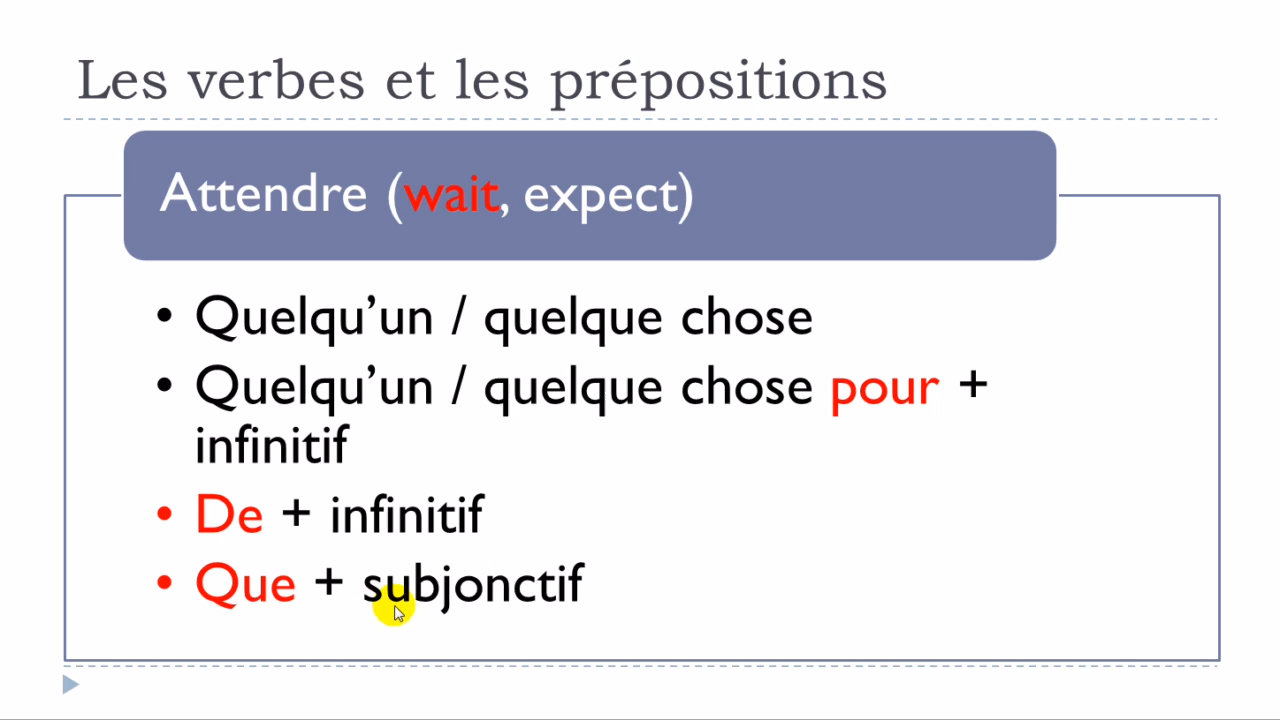 Les verbes et les prépositions
Attendre (wait, expect)
• Quelqu’un / quelque chose
• Quelqu’un / quelque chose pour +
infinitif
• De + infinitif
• Que + subjonctif